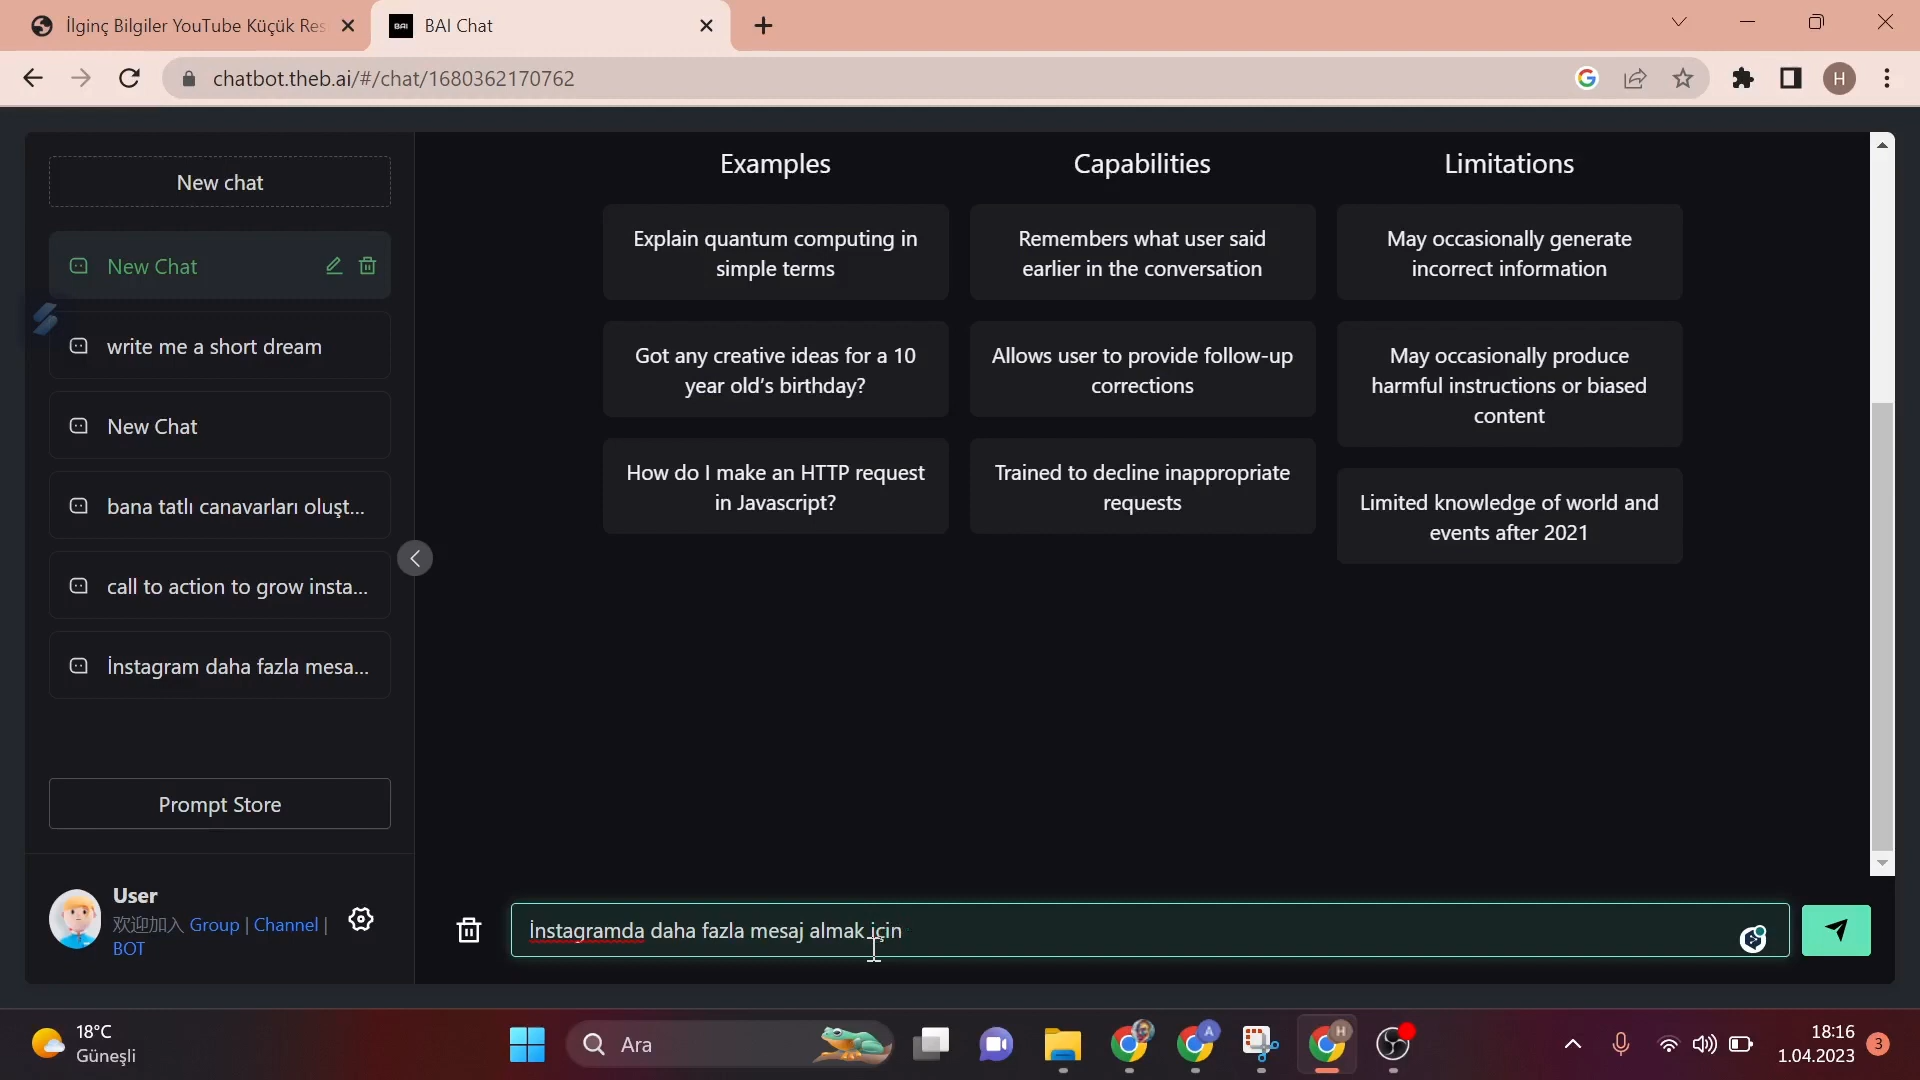 İlginç Bilgiler YouTube Küçük Res
BAI
BAI Chat
chatbot.theb.ai/#/chat/1680362170762
H
New chat
New Chat
write me a short dream
New Chat
bana tatlı canavarları oluşt...
call to action to grow insta...
İnstagram daha fazla mesa...
Prompt Store
User
欢迎加入 Group | Channel |
BOT
Examples
Explain quantum computing in
simple terms
Got any creative ideas for a 10
year old's birthday?
How do I make an HTTP request
in Javascript?
Capabilities
Remembers what user said
earlier in the conversation
Allows user to provide follow-up
corrections
Trained to decline inappropriate
requests
Limitations
May occasionally generate
incorrect information
May occasionally produce
harmful instructions or biased
content
Limited knowledge of world and
events after 2021
İnstagramda daha fazla mesaj almak için
18°C
Güneşli
Ara
A
H
18:16
1.04.2023
3